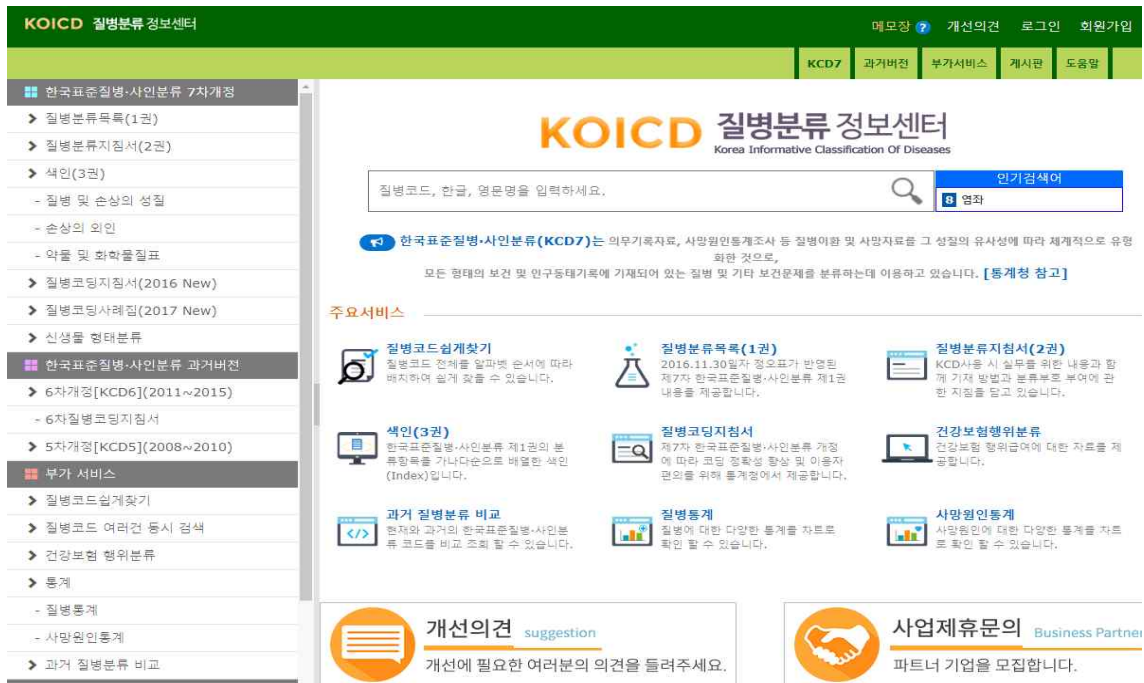 KOICD 질병분류 정보센터
메모장 ? 개선의견 로그인 회원가입
KCD7 과거버전 부가서비스 게시판 도움말
한국표준질병·사인분류 7차개정
질병분류목록(1권)
질병분류지침서(2권)
색인(3권)
- 질병 및 손상의 성질
- 손상의 외인
- 약물 및 화학물질표
질병코딩지침서(2016 New)
질병코딩사례집(2017 New)
신생물 형태분류
한국표준질병·사인분류 과거버전
6차개정[KCD6](2011~2015)
- 6차질병코딩지침서
5차개정[KCD5](2008~2010)
부가 서비스
질병코드쉽게찾기
질병코드 여러건 동시 검색
건강보험 행위분류
통계
- 질병통계
- 사망원인통계
과거 질병분류 비교
KOICD 질병분류 정보센터
Korea Informative Classification Of Diseases
질병코드, 한글, 영문명을 입력하세요.
인기검색어
8 염좌
한국표준질병·사인분류(KCD7)는 의무기록자료, 사망원인통계조사 등 질병이환 및 사망자료를 그 성질의 유사성에 따라 체계적으로 유형
화한 것으로,
모든 형태의 보건 및 인구동태기록에 기재되어 있는 질병 및 기타 보건문제를 분류하는데 이용하고 있습니다. [통계청 참고]
주요서비스
질병코드쉽게찾기
질병코드 전체를 알파벳 순서에 따라
배치하여 쉽게 찾을 수 있습니다.
질병분류목록(1권)
2016.11.30일자 정오표가 반영된
제7차 한국표준질병·사인분류 제1권
내용을 제공합니다.
질병분류지침서(2권)
KCD사용 시 실무를 위한 내용과 함
께 기재 방법과 분류부호 부여에 관
한 지침을 담고 있습니다.
색인(3권)
한국표준질병·사인분류 제1권의 분
류항목을 가나다순으로 배열한 색인
(Index)입니다.
질병코딩지침서
제7차 한국표준질병·사인분류 개정
에 따라 코딩 정확성 향상 및 이용자
편의를 위해 통계청에서 제공합니다.
건강보험행위분류
건강보험 행위급여에 대한 자료를 제
공합니다.
과거 질병분류 비교
현재와 과거의 한국표준질병·사인분
류 코드를 비교 조회 할 수 있습니다.
질병통계
질병에 대한 다양한 통계를 차트로
확인 할 수 있습니다.
사망원인통계
사망원인에 대한 다양한 통계를 차트
로 확인 할 수 있습니다.
개선의견 suggestion
개선에 필요한 여러분의 의견을 들려주세요.
사업제휴문의 Business Partner
파트너 기업을 모집합니다.